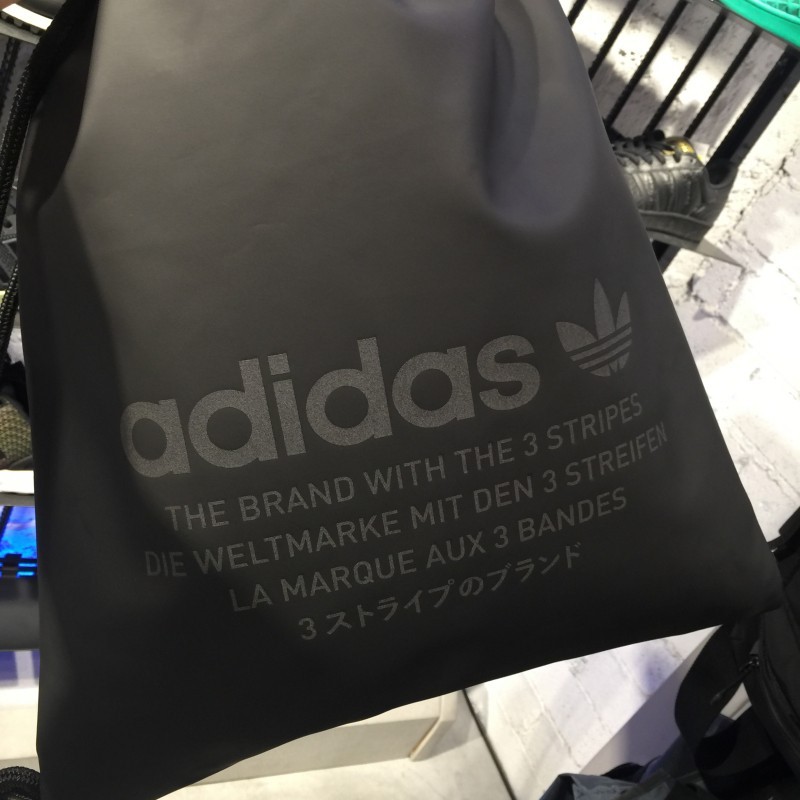 adidas
THE BRAND WITH THE 3 STRIPES
DIE WELTMARKE MIT DEN 3 STREIFEN
LA MARQUE AUX 3 BANDES
3 ストライプのブランド